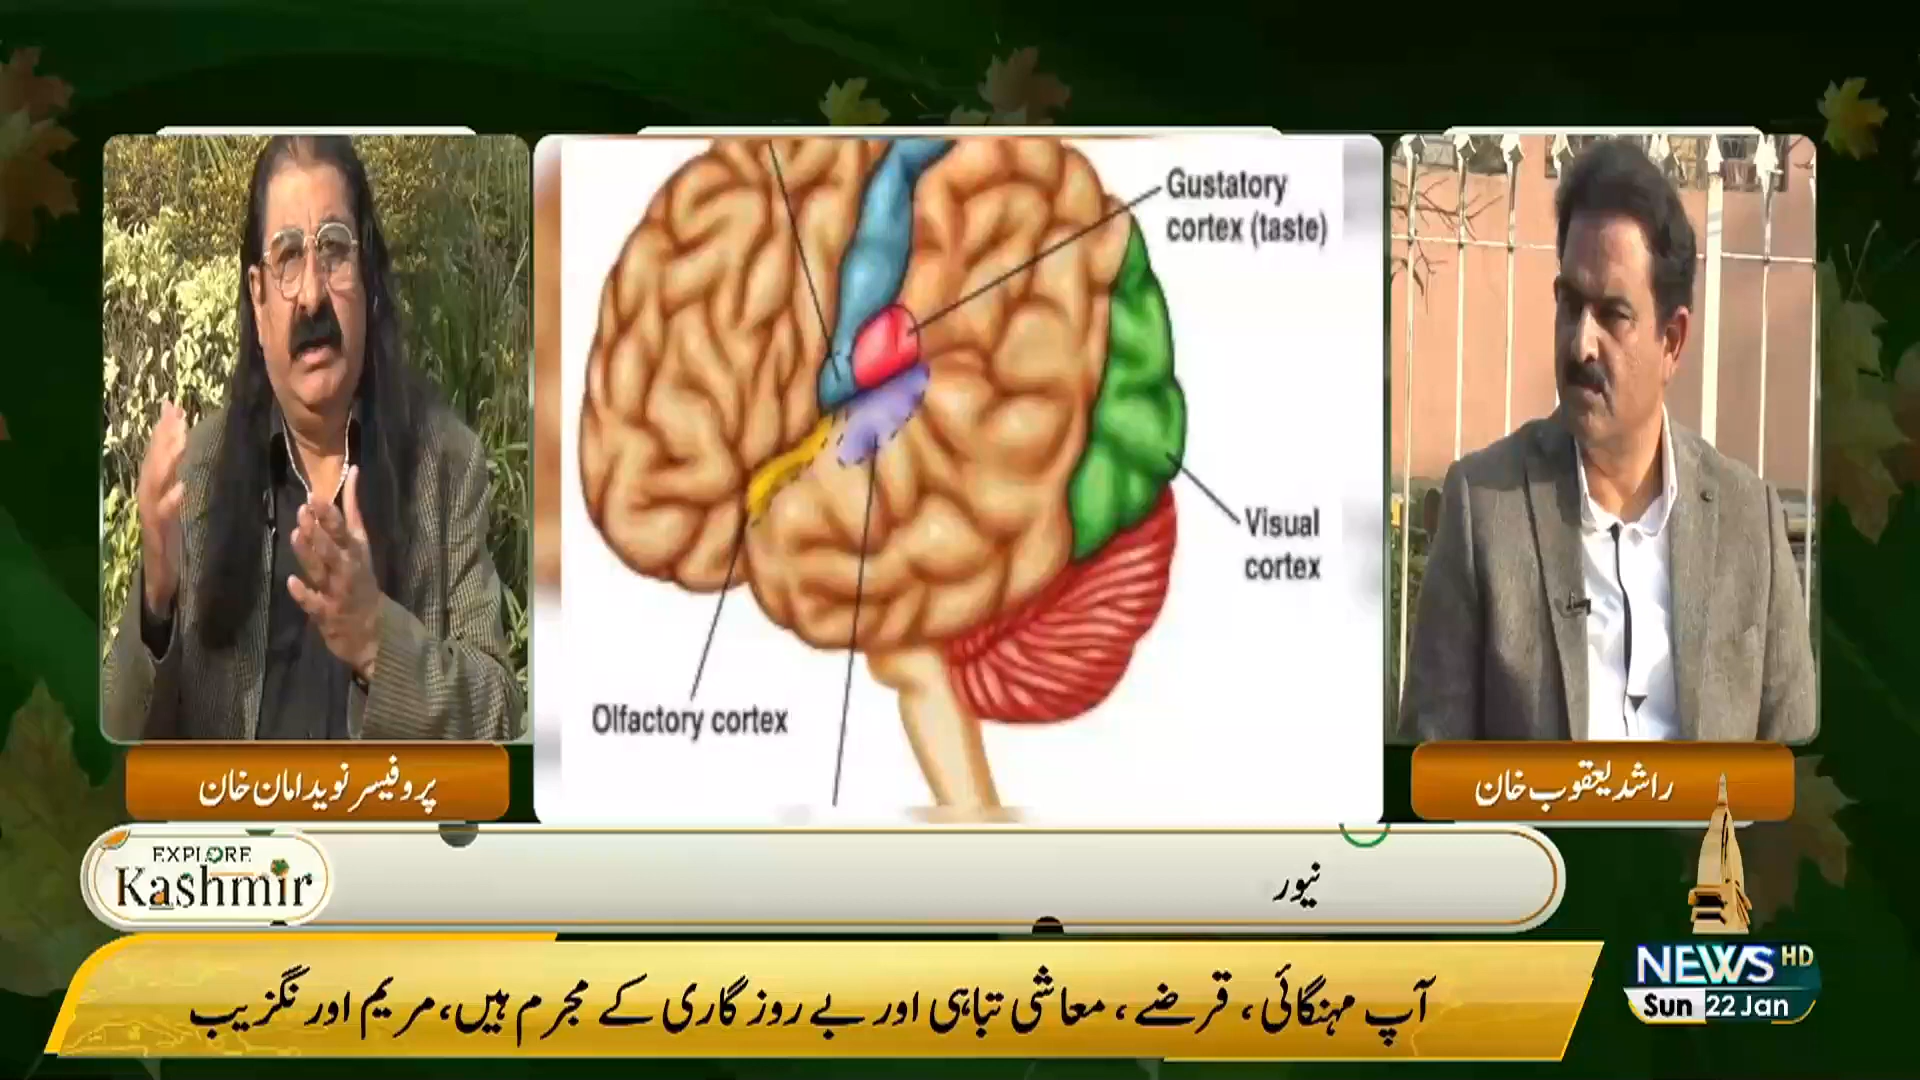 Gustatory
cortex (taste)
Visual
cortex
Olfactory cortex
پروفیسر نوید امان خان
راشد یعقوب خان
EXPLORE
Kashmir
نیور
آپ مہنگائی، قرضے، معاشی تباہی اور بے روزگاری کے مجرم ہیں، مریم اورنگزیب
NEWS HD
Sun 22 Jan